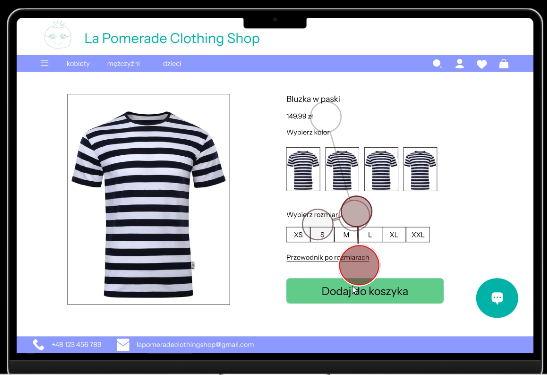 La Pomerade Clothing Shop
kobiety mężczyźni dzieci
Bluzka w paski
149,99 zł
Wybierz kolor
Wybierz rozmiar
XS S M L XL XXL
Przewodnik po rozmiarach
Dodaj do koszyka
+48 123 456 789 lapomeradeclothingshop@gmail.com